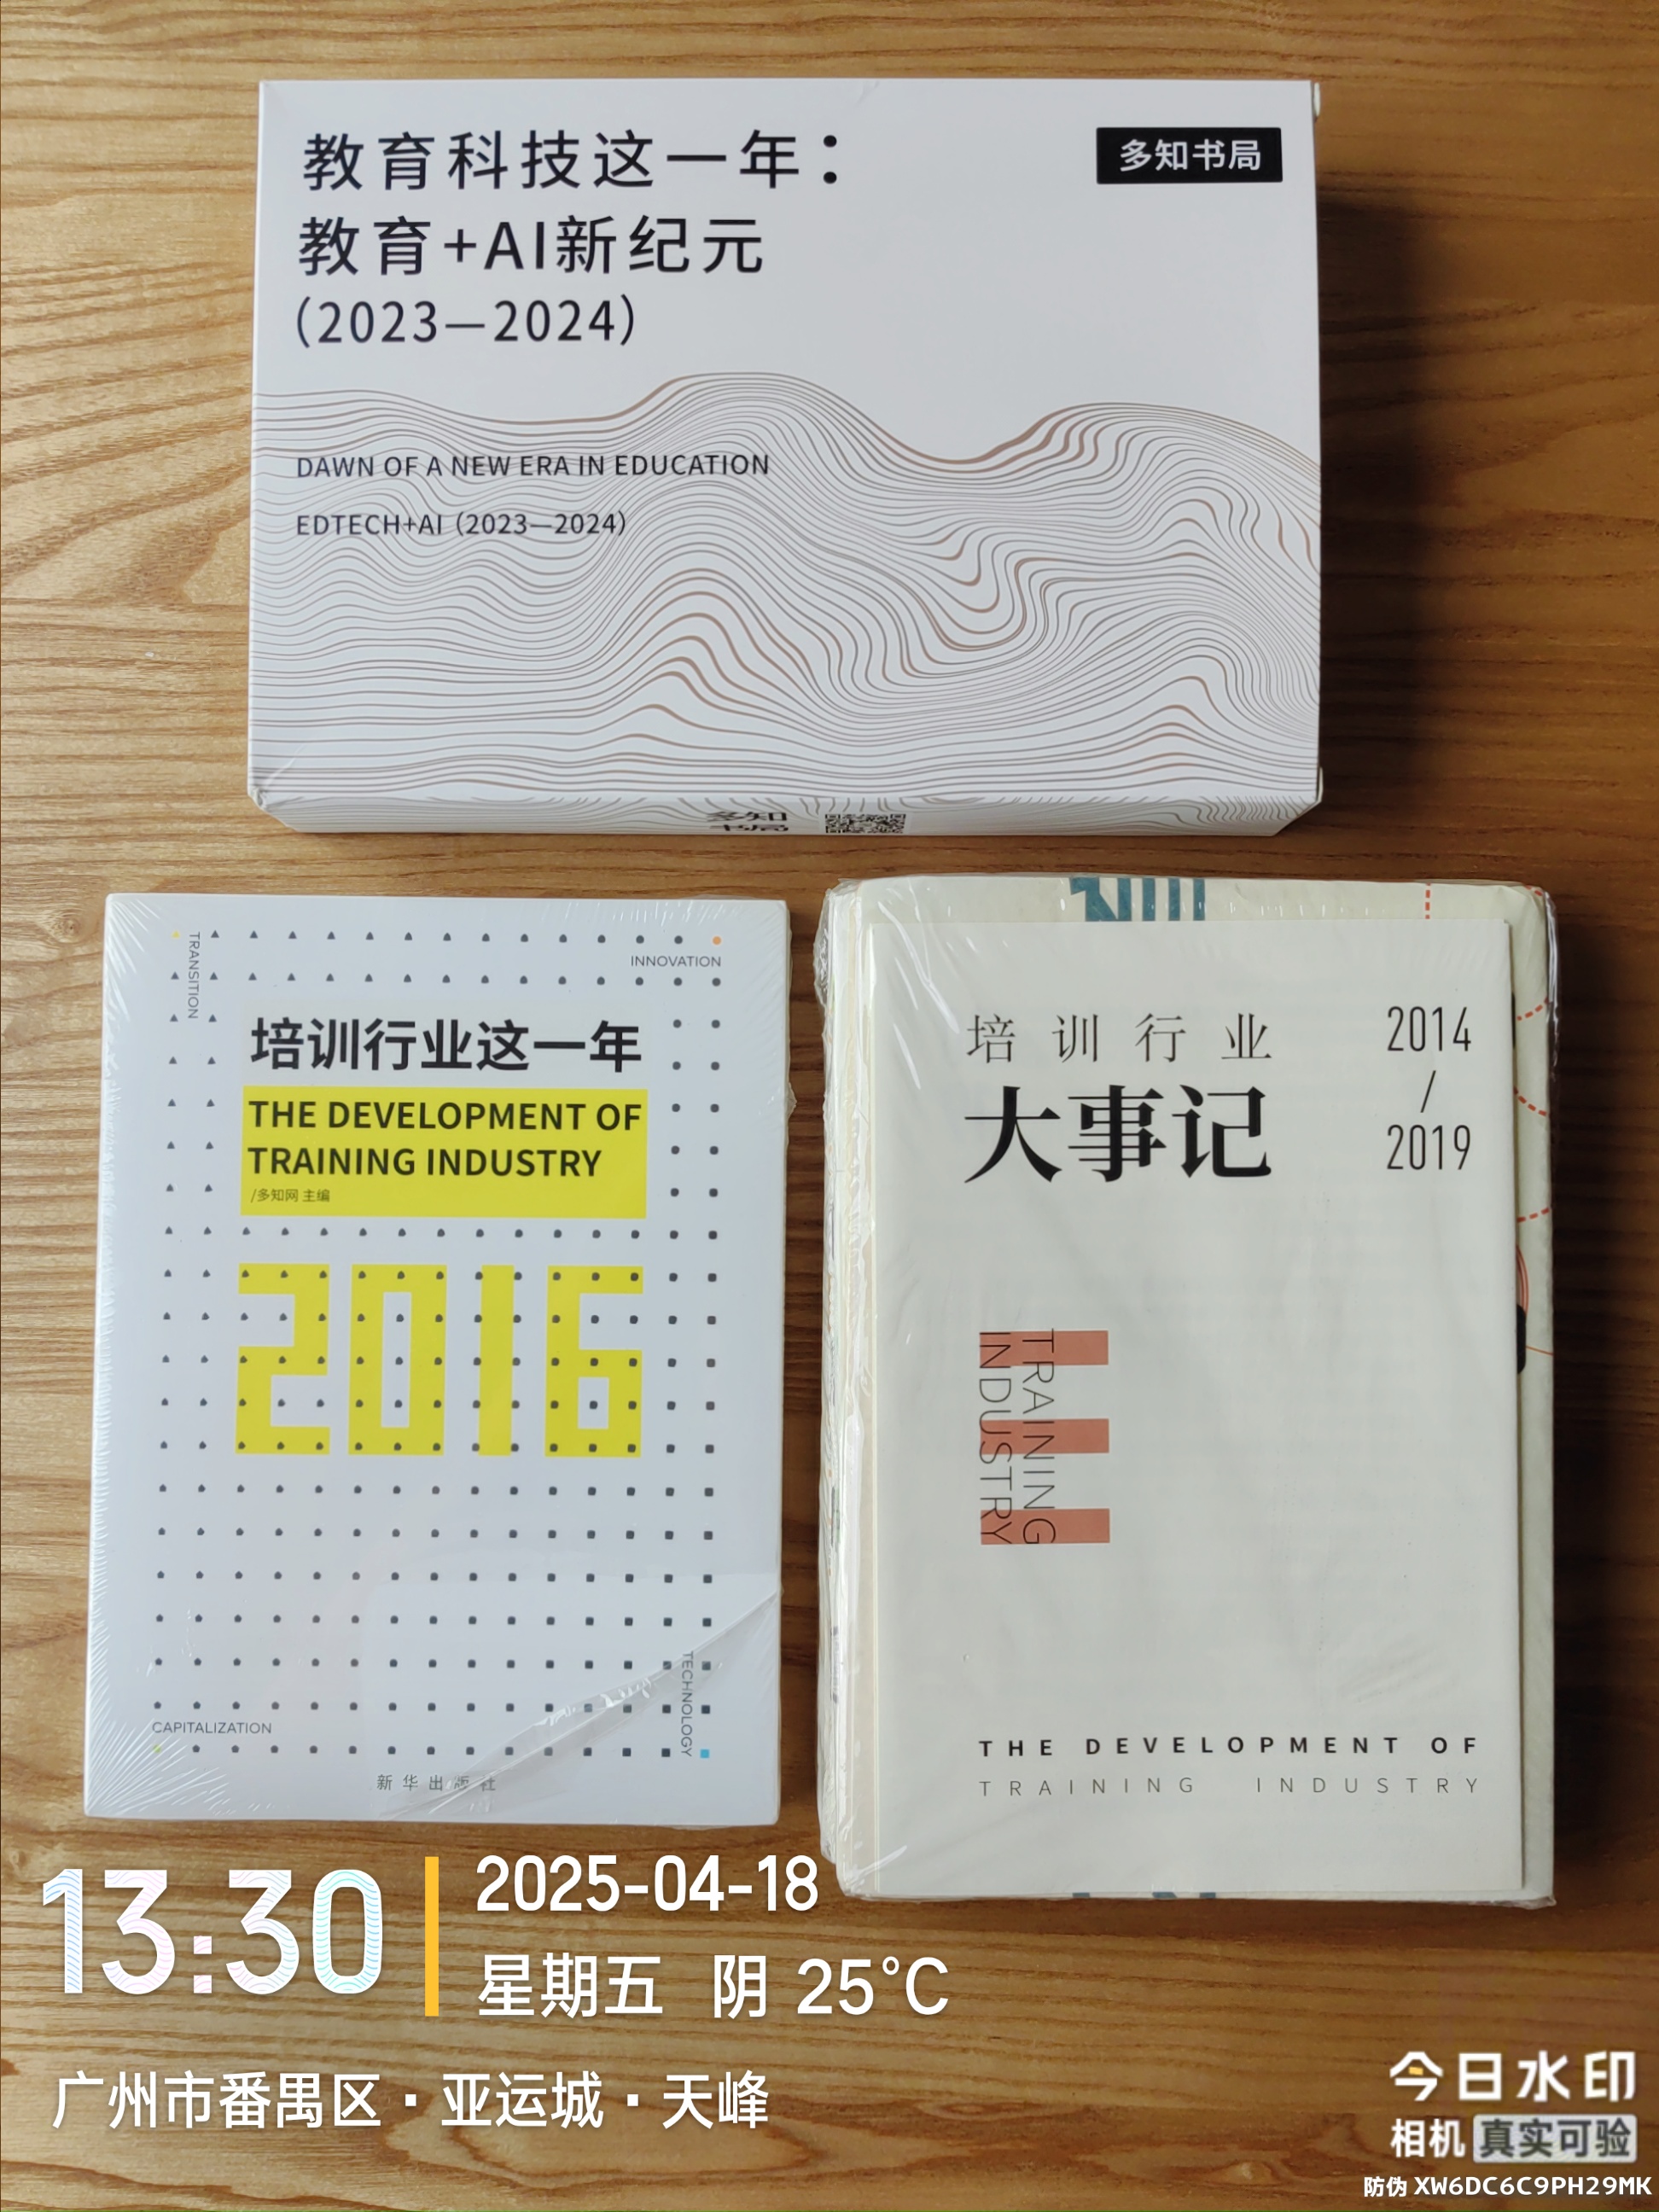 教育科技这一年：
教育+AI新纪元
（2023—2024）
多知书局
DAWN OF A NEW ERA IN EDUCATION
EDTECH+AI（2023—2024）
多知
书局
TRANSITION
INNOVATION
培训行业这一年
THE DEVELOPMENT OF
TRAINING INDUSTRY
/多知网 主编
2016
CAPITALIZATION
TECHNOLOGY
新华出版社
培训行业
大事记
2014
/
2019
TRAINING
INDUSTRY
THE DEVELOPMENT OF
TRAINING INDUSTRY
13:30
2025-04-18
星期五 阴 25°C
广州市番禺区·亚运城·天峰
今日水印
相机 真实可验
防伪 XW6DC6C9PH29MK